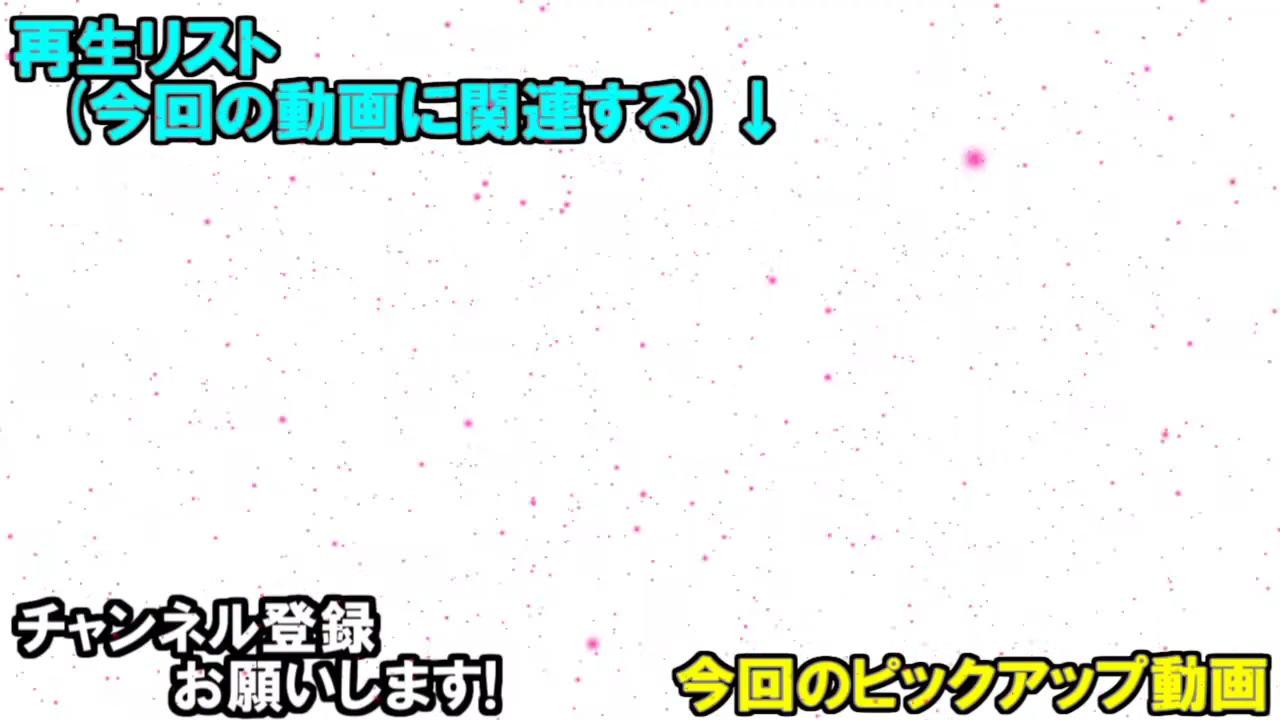 再生リスト
(今回の動画に関連する)↓
チャンネル登録
お願いします!
今回のピックアップ動画